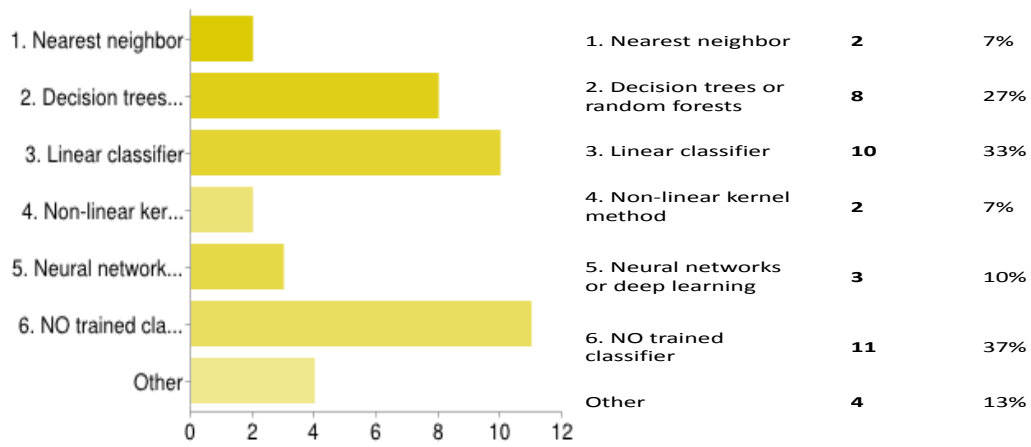 1. Nearest neighbor
2. Decision trees...
3. Linear classifier
4. Non-linear ker...
5. Neural network...
6. NO trained cla...
Other
0 2 4 6 8 10 12
1. Nearest neighbor 2 7%
2. Decision trees or
random forests 8 27%
3. Linear classifier 10 33%
4. Non-linear kernel
method 2 7%
5. Neural networks
or deep learning 3 10%
6. NO trained
classifier 11 37%
Other 4 13%